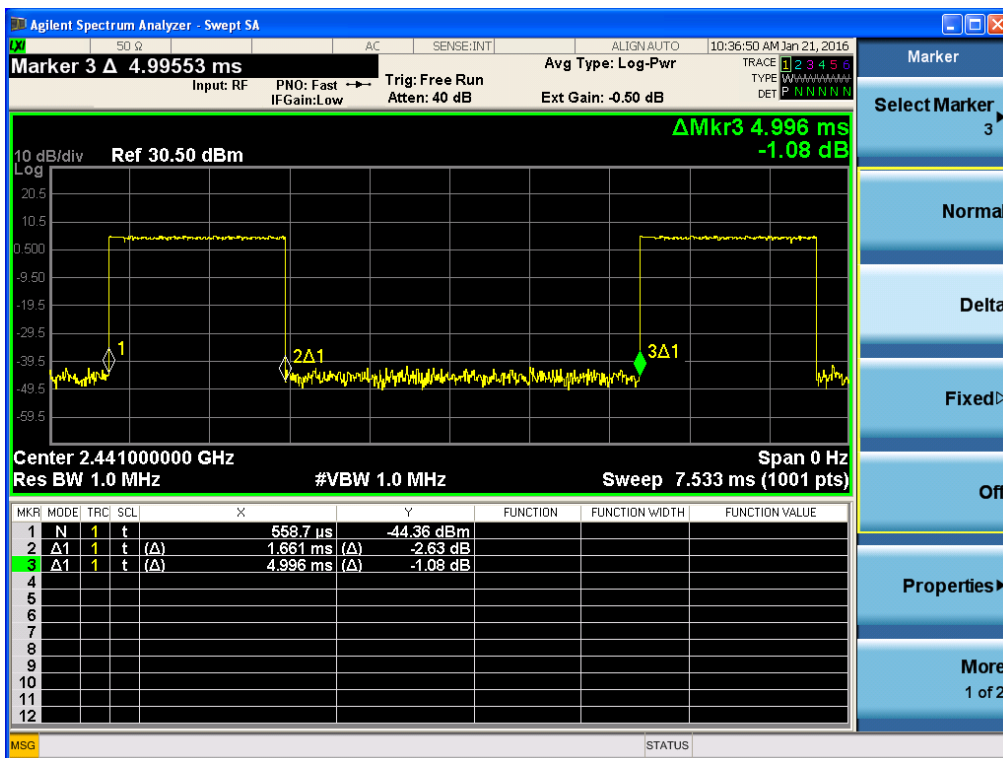 Agilent Spectrum Analyzer - Swept SA
LXI 50 Ω AC SENSE:INT ALIGN AUTO 10:36:50 AM Jan 21, 2016
Marker 3 Δ 4.99553 ms
Input: RF PNO: Fast Trig: Free Run Avg Type: Log-Pwr TRACE 1 2 3 4 5 6
IFGain:Low Atten: 40 dB Ext Gain: -0.50 dB TYPE WWWWWW
DET P N N N N N
ΔMkr3 4.996 ms
-1.08 dB
10 dB/div Ref 30.50 dBm
Log
20.5
10.5
0.500
-9.50
-19.5
-29.5
-39.5
-49.5
-59.5
1
2Δ1
3Δ1
Center 2.441000000 GHz Span 0 Hz
Res BW 1.0 MHz #VBW 1.0 MHz Sweep 7.533 ms (1001 pts)
MKR MODE TRC SCL X Y FUNCTION FUNCTION WIDTH FUNCTION VALUE
1 N 1 t 558.7 µs -44.36 dBm
2 Δ1 1 t (Δ) 1.661 ms (Δ) -2.63 dB
3 Δ1 1 t (Δ) 4.996 ms (Δ) -1.08 dB
4
5
6
7
8
9
10
11
12
MSG STATUS
Marker
Select Marker
3
Normal
Delta
Fixed
Off
Properties
More
1 of 2